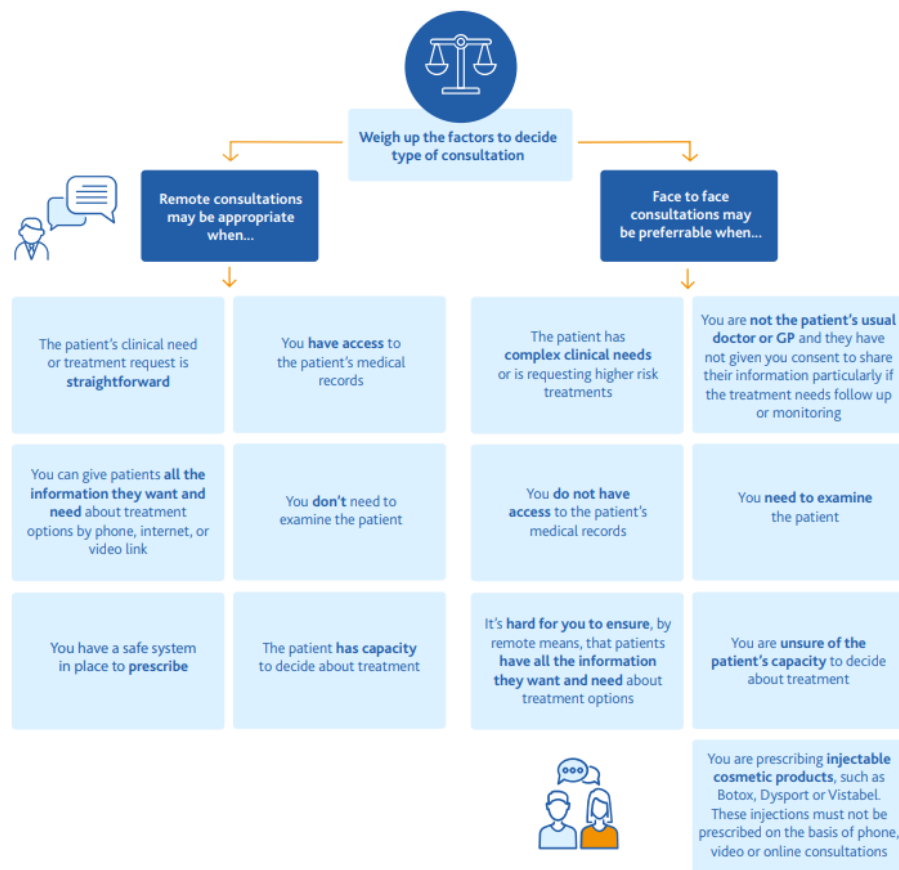 Weigh up the factors to decide
type of consultation
Remote consultations
may be appropriate
when...
Face to face
consultations may
be preferrable when...
The patient's clinical need
or treatment request is
straightforward
You have access to
the patient's medical
records
You can give patients all the
information they want and
need about treatment
options by phone, internet, or
video link
You don't need to
examine the patient
You have a safe system
in place to prescribe
The patient has capacity
to decide about treatment
The patient has
complex clinical needs
or is requesting higher risk
treatments
You are not the patient's usual
doctor or GP and they have
not given you consent to share
their information particularly if
the treatment needs follow up
or monitoring
You do not have
access to the patient's
medical records
You need to examine
the patient
It's hard for you to ensure, by
remote means, that patients
have all the information
they want and need about
treatment options
You are unsure of the
patient's capacity to decide
about treatment
You are prescribing injectable
cosmetic products, such as
Botox, Dysport or Vistabel.
These injections must not be
prescribed on the basis of phone,
video or online consultations